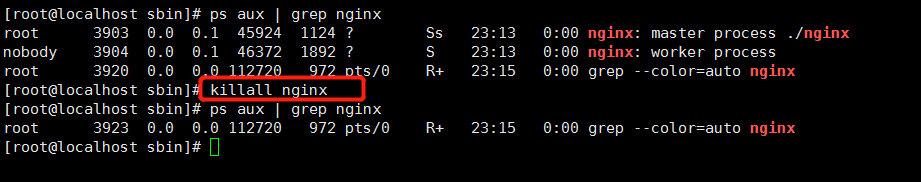 [root@localhost sbin]# ps aux | grep nginx
root      3903  0.0  0.1  45924  1124 ?        Ss   23:13   0:00 nginx: master process ./nginx
nobody    3904  0.0  0.1  46372  1892 ?        S    23:13   0:00 nginx: worker process
root      3920  0.0  0.0 112720   972 pts/0    R+   23:15   0:00 grep --color=auto nginx
[root@localhost sbin]# killall nginx
[root@localhost sbin]# ps aux | grep nginx
root      3923  0.0  0.0 112720   972 pts/0    R+   23:15   0:00 grep --color=auto nginx
[root@localhost sbin]#